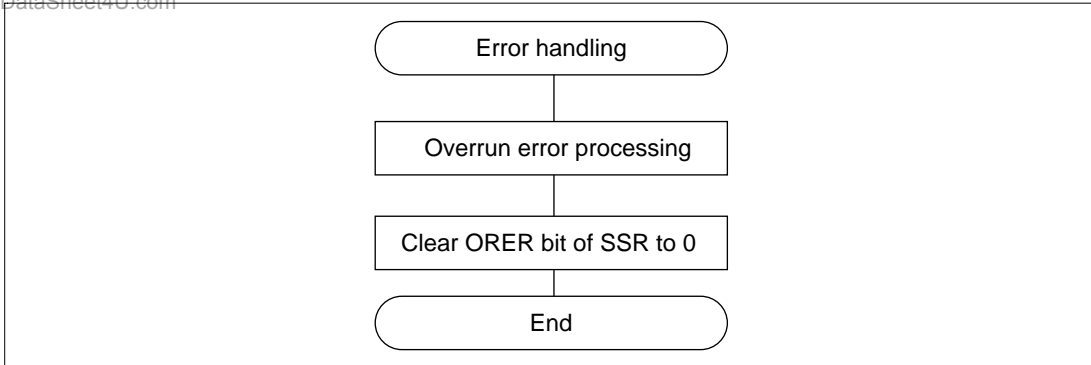 DataSheet4U.com
Error handling
Overrun error processing
Clear ORER bit of SSR to 0
End